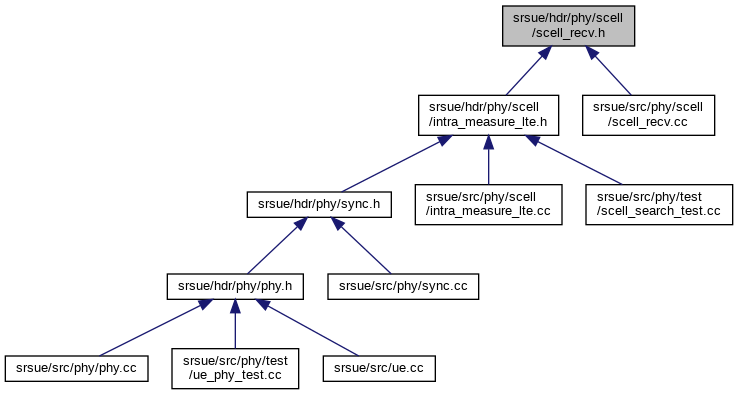 srsue/hdr/phy/scell
/scell_recv.h
srsue/hdr/phy/scell
/intra_measure_lte.h
srsue/src/phy/scell
/scell_recv.cc
srsue/hdr/phy/sync.h
srsue/src/phy/scell
/intra_measure_lte.cc
srsue/src/phy/test
/scell_search_test.cc
srsue/hdr/phy/phy.h
srsue/src/phy/sync.cc
srsue/src/phy/phy.cc
srsue/src/phy/test
/ue_phy_test.cc
srsue/src/ue.cc